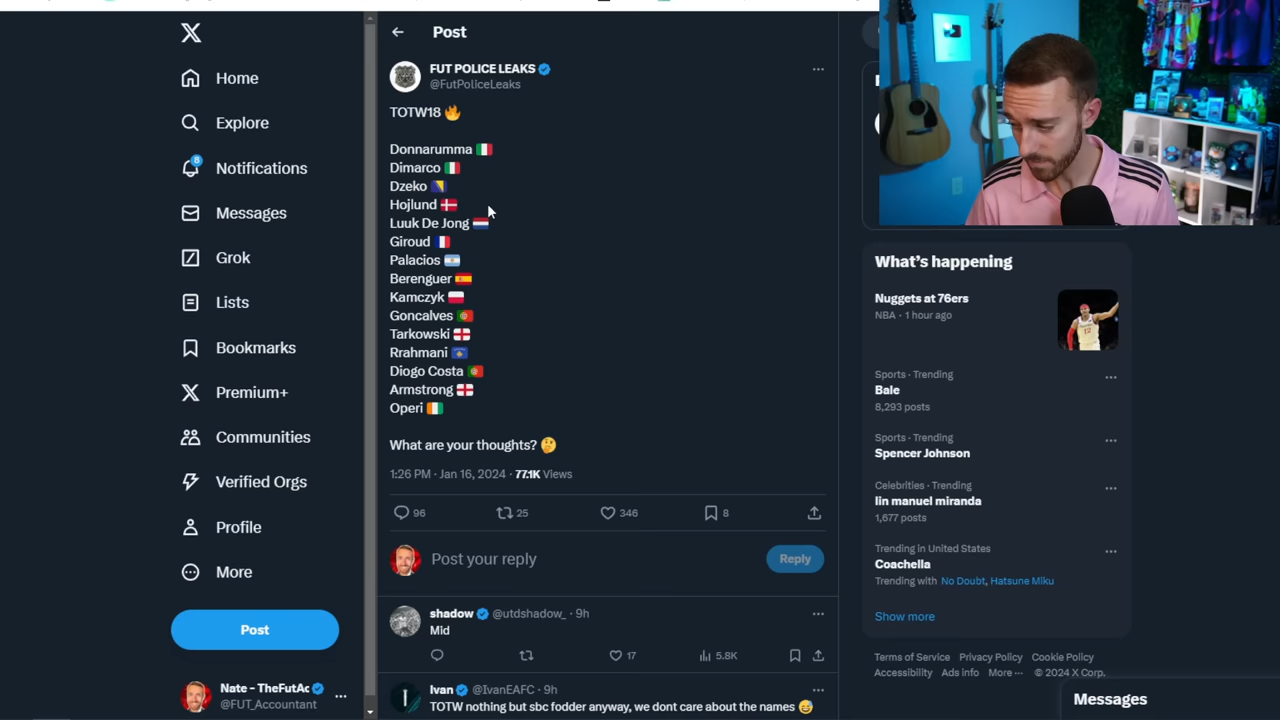 Post
FUT POLICE LEAKS
@FutPoliceLeaks
TOTW18 🔥
Donnarumma 🇮🇹
Dimarco 🇮🇹
Dzeko 🇧🇦
Hojlund 🇩🇰
Luuk De Jong 🇳🇱
Giroud 🇫🇷
Palacios 🇦🇷
Berenguer 🇪🇸
Kamczyk 🇵🇱
Goncalves 🇵🇹
Tarkowski 🏴󠁧󠁢󠁥󠁮󠁧󠁿
Rrahmani 🇽🇰
Diogo Costa 🇵🇹
Armstrong 🏴󠁧󠁢󠁥󠁮󠁧󠁿
Operi 🇨🇮
What are your thoughts? 🤔
1:26 PM · Jan 16, 2024 · 77.1K Views
96 25 346 8
Post your reply
Reply
shadow @utdshadow_ · 9h
Mid
17 5.8K
Ivan @IvanEAFC · 9h
TOTW nothing but sbc fodder anyway, we dont care about the names 😅
Home
Explore
8
Notifications
Messages
Grok
Lists
Bookmarks
Premium+
Communities
Verified Orgs
Profile
More
Post
Nate - TheFutAc
@FUT_Accountant
What's happening
Nuggets at 76ers
NBA · 1 hour ago
Sports · Trending
Bale
8,293 posts
Sports · Trending
Spencer Johnson
Celebrities · Trending
lin manuel miranda
1,677 posts
Trending in United States
Coachella
Trending with No Doubt, Hatsune Miku
Show more
Terms of Service Privacy Policy Cookie Policy
Accessibility Ads info More ··· © 2024 X Corp.
Messages